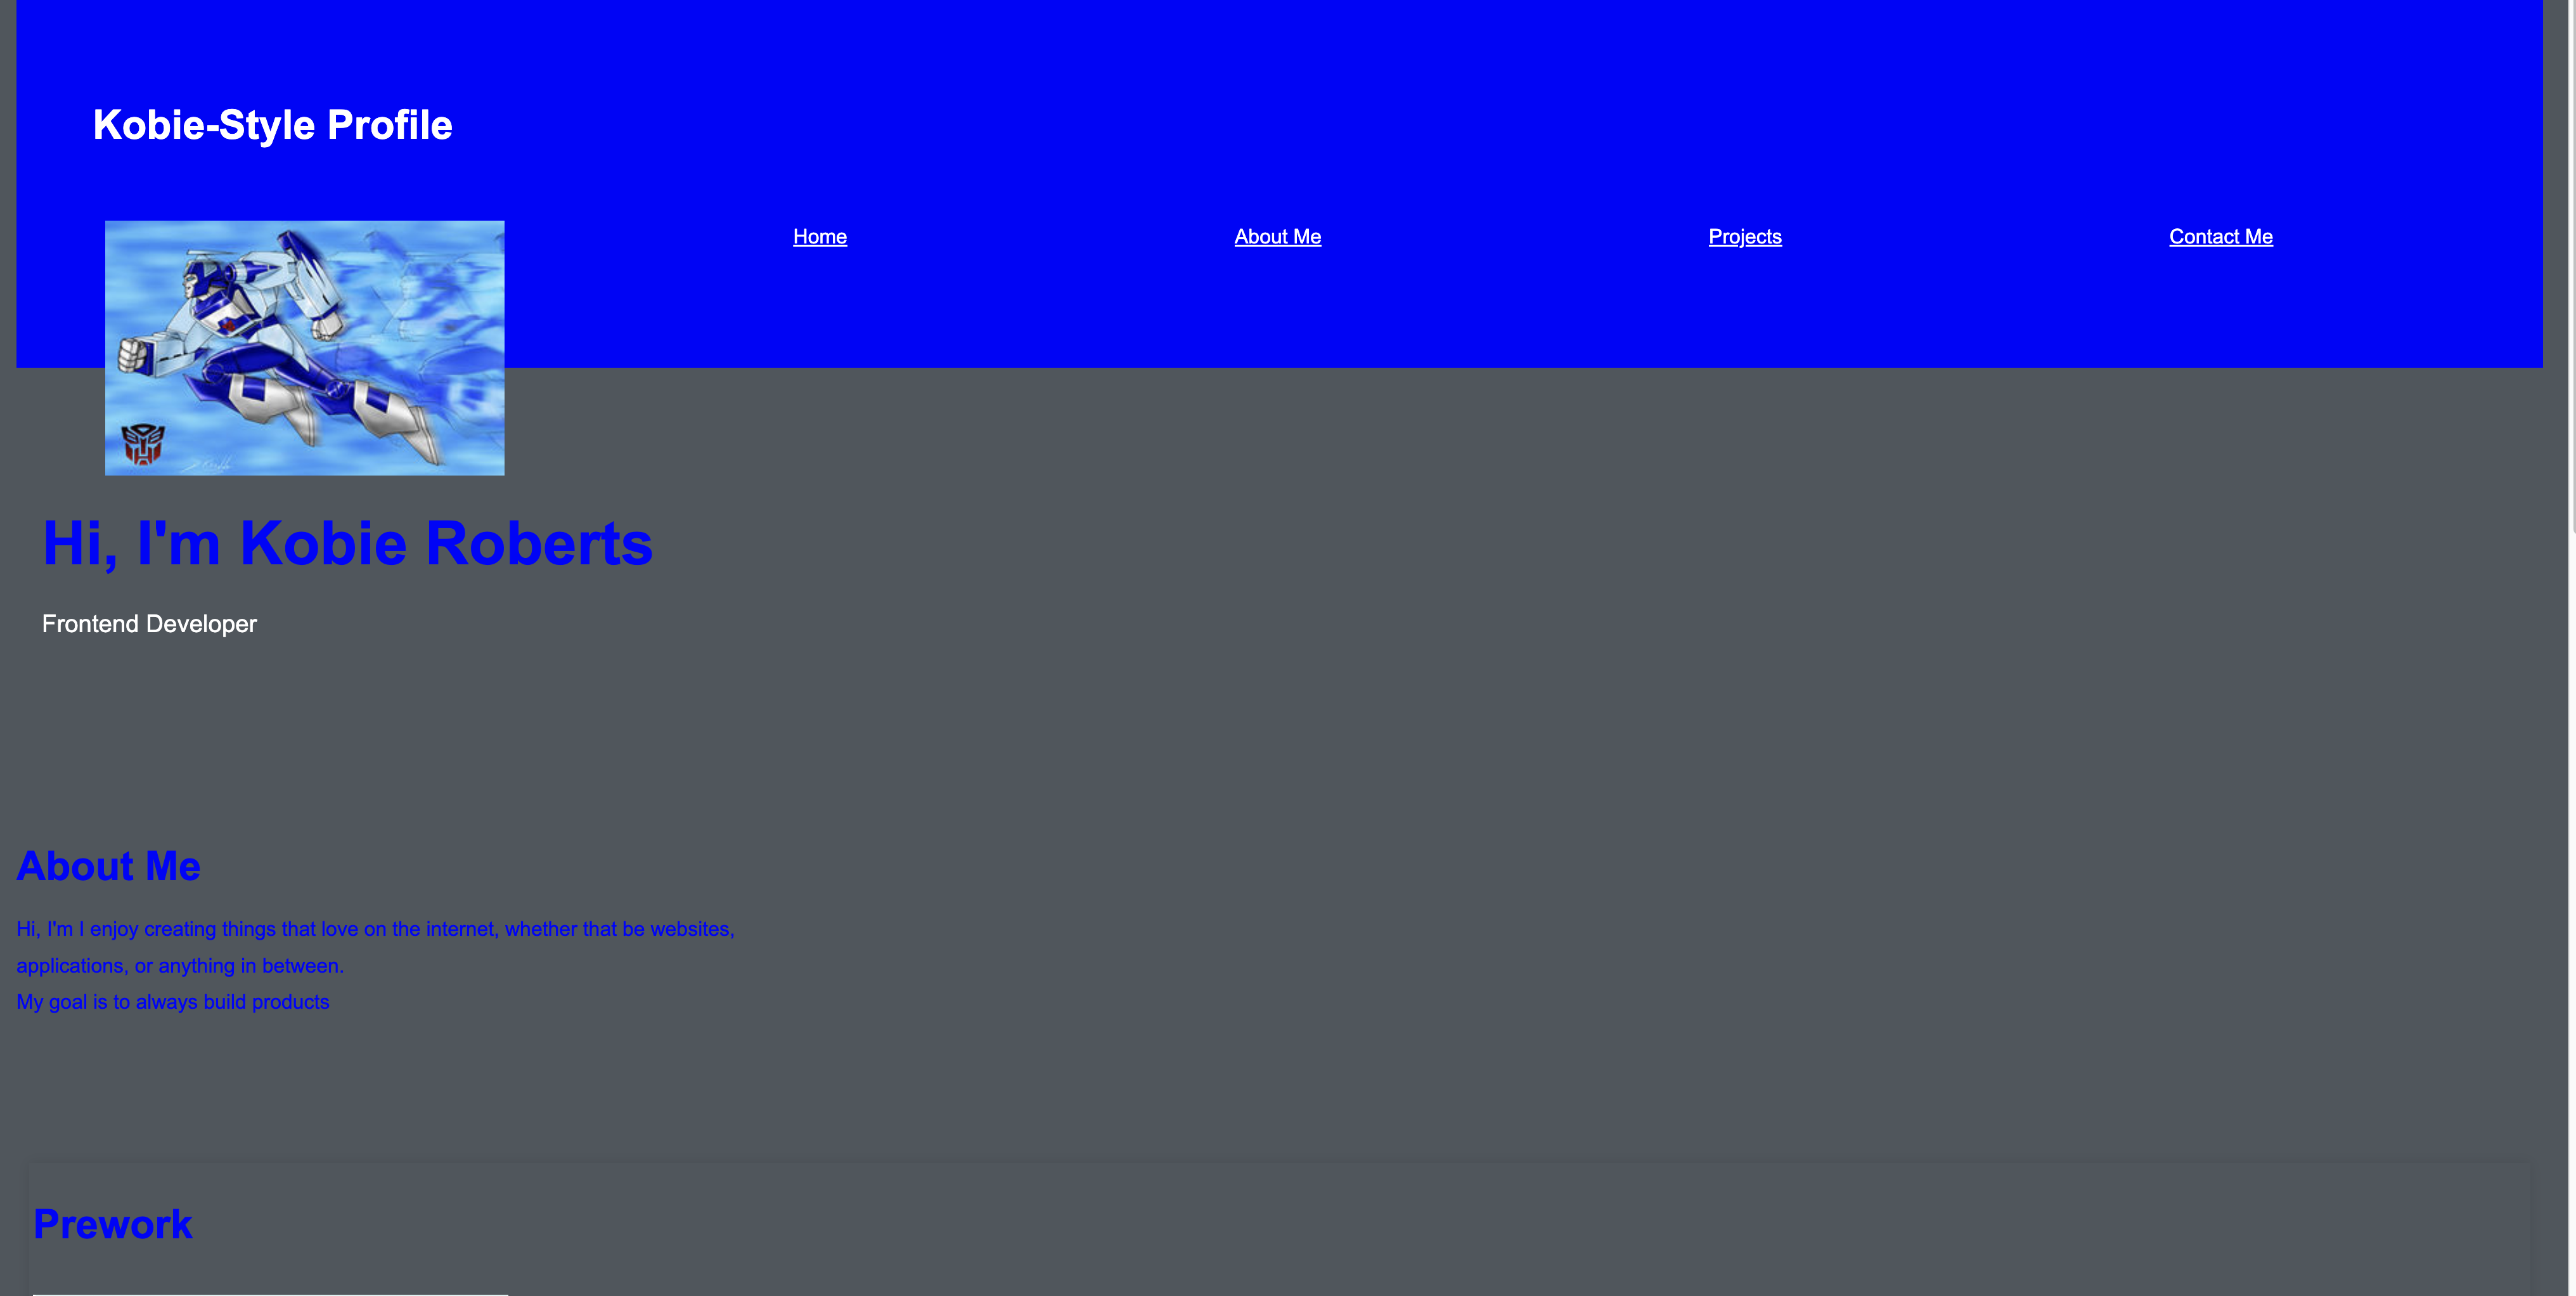 Kobie-Style Profile
Home
About Me
Projects
Contact Me
Hi, I'm Kobie Roberts
Frontend Developer
About Me
Hi, I'm I enjoy creating things that love on the internet, whether that be websites,
applications, or anything in between.
My goal is to always build products
Prework